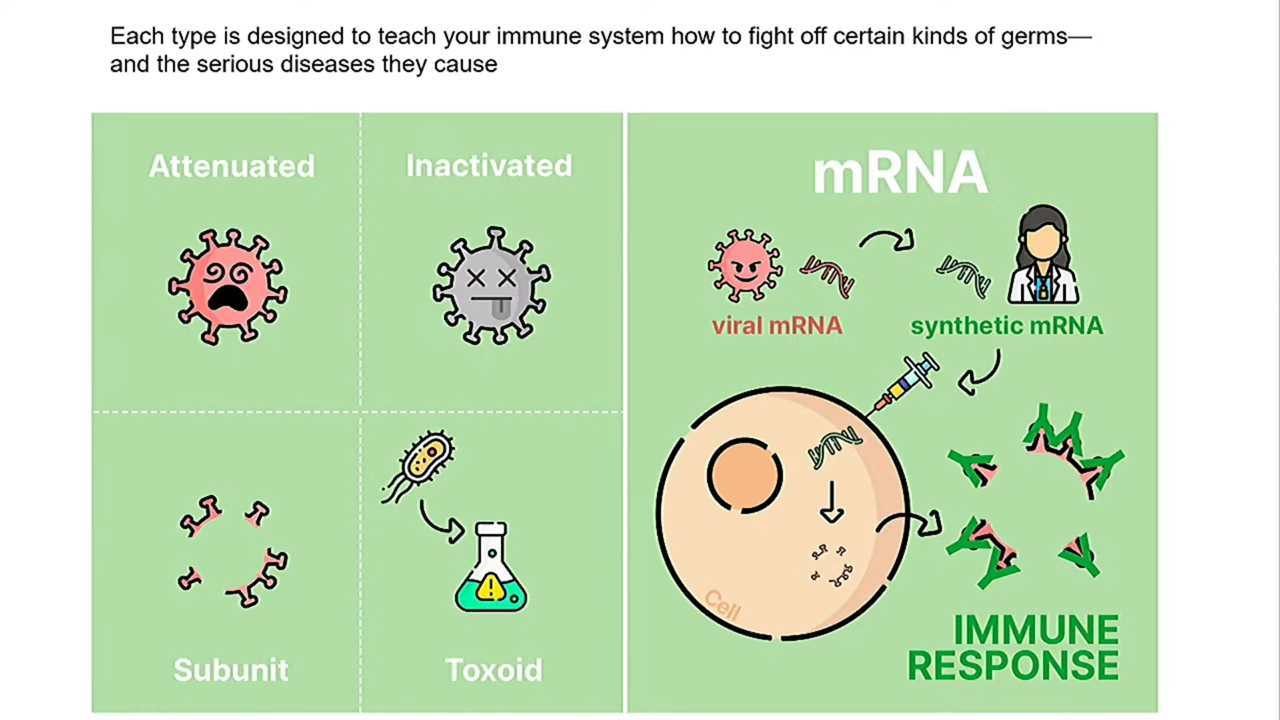 Each type is designed to teach your immune system how to fight off certain kinds of germs—
and the serious diseases they cause
Attenuated
Inactivated
Subunit
Toxoid
mRNA
viral mRNA
synthetic mRNA
Cell
IMMUNE
RESPONSE